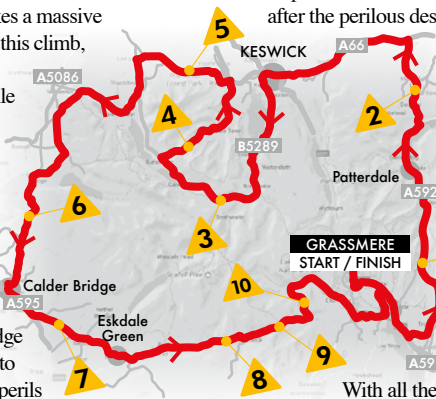 kes a massive
this climb,
le
after the perilous des
5
KESWICK
A66
A5086
4
2
B5289
Patterdale
A592
6
3
GRASSMERE
START / FINISH
10
Calder Bridge
A595
Eskdale
Green
7
8
9
A59
dge
to
perils
With all the